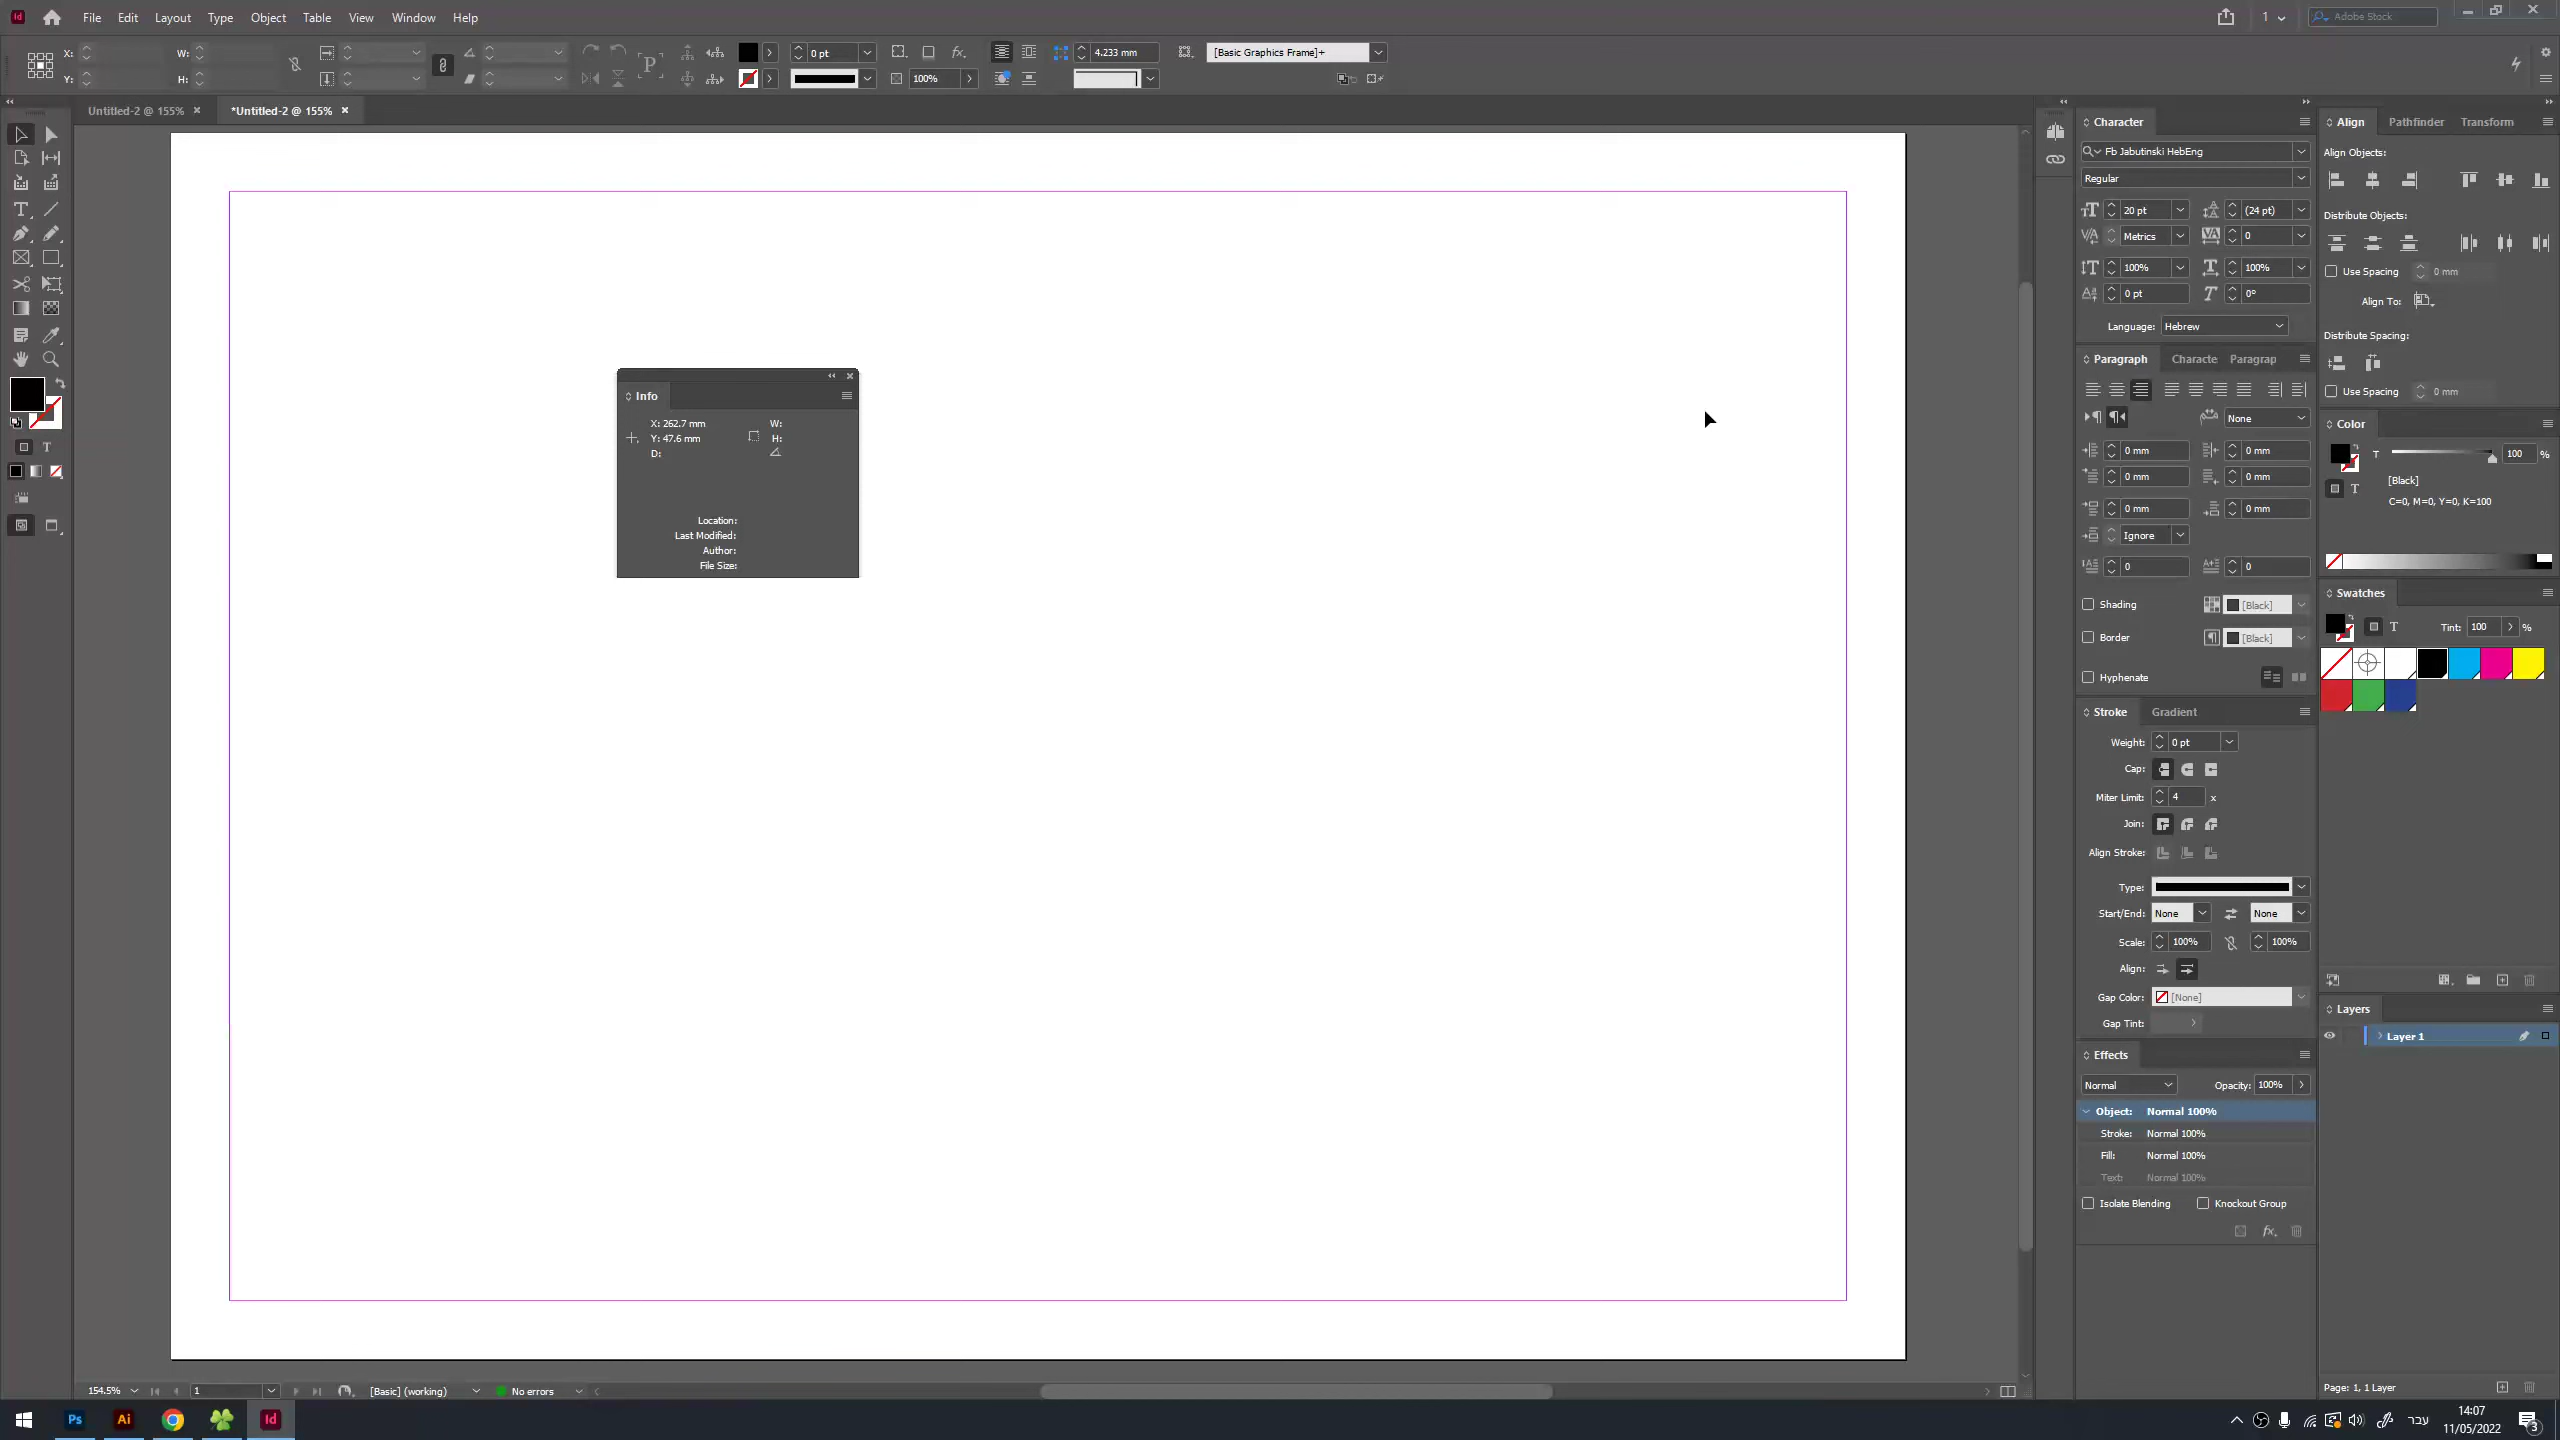 File Edit Layout Type Object Table View Window Help
1
Adobe Stock
X: W: 0 pt 4.233 mm [Basic Graphics Frame]+
Y: H: 100%
Untitled-2 @ 155% *Untitled-2 @ 155%
Info
X: 262.7 mm W:
Y: 47.6 mm H:
D:
Location:
Last Modified:
Author:
File Size:
Character
Fb Jabutinski HebEng
Regular
20 pt (24 pt)
Metrics 0
100% 100%
0 pt 0°
Language: Hebrew
Paragraph Characte Paragrap
None
0 mm 0 mm
0 mm 0 mm
0 mm 0 mm
Ignore
0 0
Shading [Black]
Border [Black]
Hyphenate
Stroke Gradient
Weight: 0 pt
Cap:
Miter Limit: 4 x
Join:
Align Stroke:
Type:
Start/End: None None
Scale: 100% 100%
Align:
Gap Color: [None]
Gap Tint:
Effects
Normal Opacity: 100%
Object: Normal 100%
Stroke: Normal 100%
Fill: Normal 100%
Text: Normal 100%
Isolate Blending Knockout Group
Align Pathfinder Transform
Align Objects:
Distribute Objects:
Use Spacing 0 mm
Align To:
Distribute Spacing:
Use Spacing 0 mm
Color
T 100 %
[Black]
T
C=0, M=0, Y=0, K=100
Swatches
T Tint: 100 %
Layers
Layer 1
Page: 1, 1 Layer
154.5% 1 [Basic] (working) No errors
Ps Ai Id
עבר
14:07
11/05/2022
3